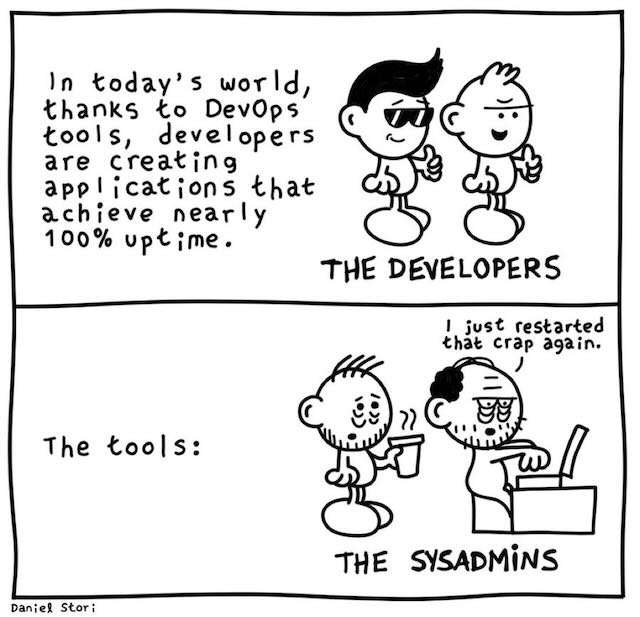 In today's world,
thanks to DevOps
tools, developers
are creating
applications that
achieve nearly
100% uptime.
THE DEVELOPERS
I just restarted
that crap again.
The tools:
THE SYSADMINS
Daniel Stori